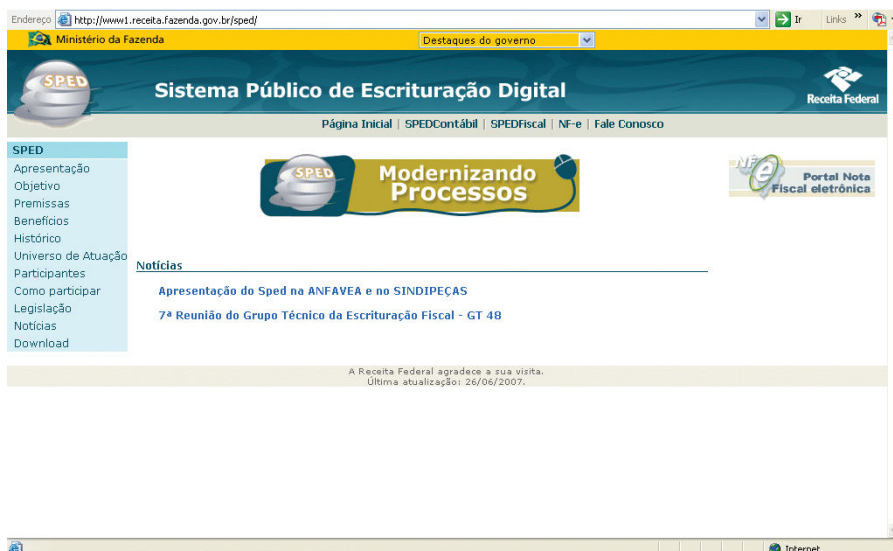 Endereço http://www1.receita.fazenda.gov.br/sped/ Ir Links »
Ministério da Fazenda Destaques do governo
SPED Sistema Público de Escrituração Digital Receita Federal
Página Inicial | SPEDContábil | SPEDFiscal | NF-e | Fale Conosco
SPED
Apresentação
Objetivo
Premissas
Benefícios
Histórico
Universo de Atuação
Participantes
Como participar
Legislação
Notícias
Download
SPED Modernizando
Processos
NF e Portal Nota
Fiscal eletrônica
Notícias
Apresentação do Sped na ANFAVEA e no SINDIPEÇAS
7ª Reunião do Grupo Técnico da Escrituração Fiscal - GT 48
A Receita Federal agradece a sua visita.
Última atualização: 26/06/2007.
Internet